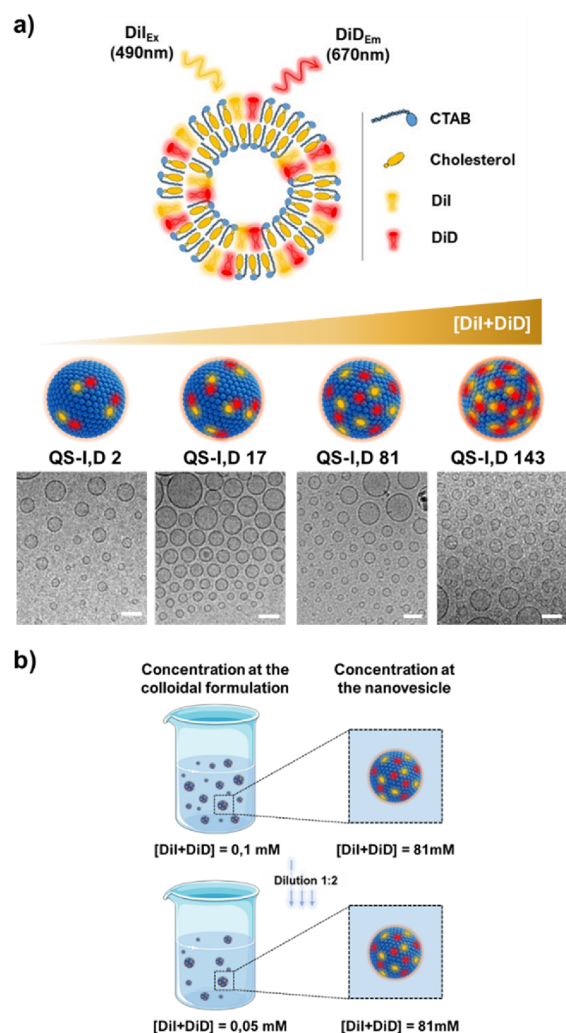 a)
DiI_Ex
(490nm)
DiD_Em
(670nm)
CTAB
Cholesterol
DiI
DiD
[DiI+DiD]
QS-I,D 2
QS-I,D 17
QS-I,D 81
QS-I,D 143
b)
Concentration at the
colloidal formulation
Concentration at
the nanovesicle
[DiI+DiD] = 0,1 mM
[DiI+DiD] = 81mM
Dilution 1:2
[DiI+DiD] = 0,05 mM
[DiI+DiD] = 81mM